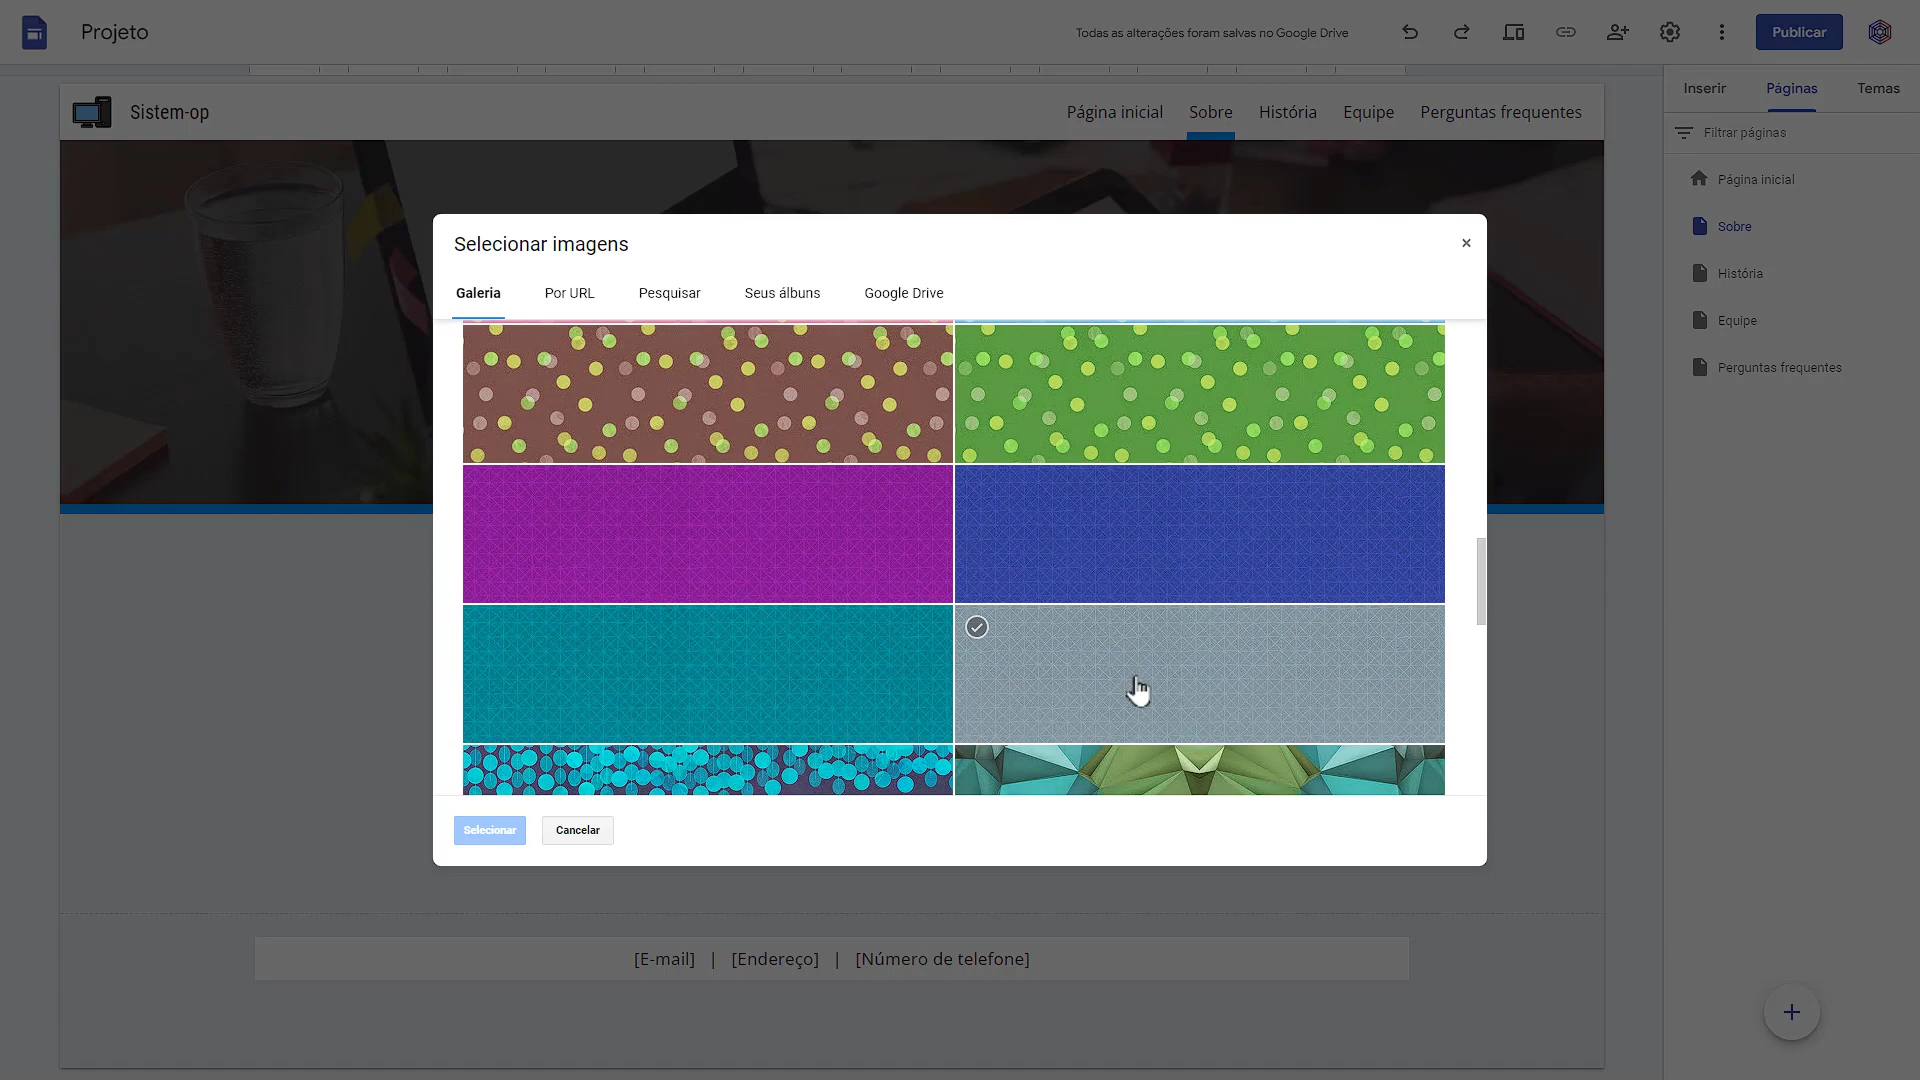 Projeto
Todas as alterações foram salvas no Google Drive
Publicar
Sistem-op
Página inicial
Sobre
História
Equipe
Perguntas frequentes
Inserir
Páginas
Temas
Filtrar páginas
Página inicial
Sobre
História
Equipe
Perguntas frequentes
Selecionar imagens
×
Galeria
Por URL
Pesquisar
Seus álbuns
Google Drive
Selecionar
Cancelar
[E-mail] | [Endereço] | [Número de telefone]